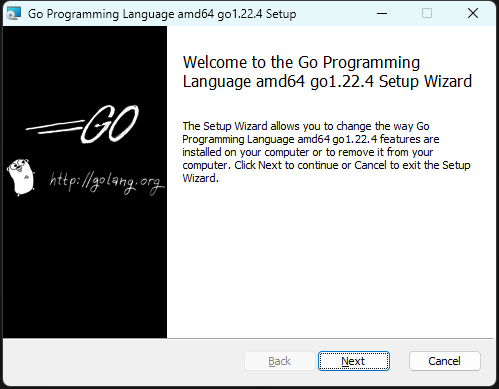 Go Programming Language amd64 go1.22.4 Setup
Welcome to the Go Programming
Language amd64 go1.22.4 Setup Wizard
The Setup Wizard allows you to change the way Go
Programming Language amd64 go1.22.4 features are
installed on your computer or to remove it from your
computer. Click Next to continue or Cancel to exit the Setup
Wizard.
GO
http://golang.org
Back
Next
Cancel